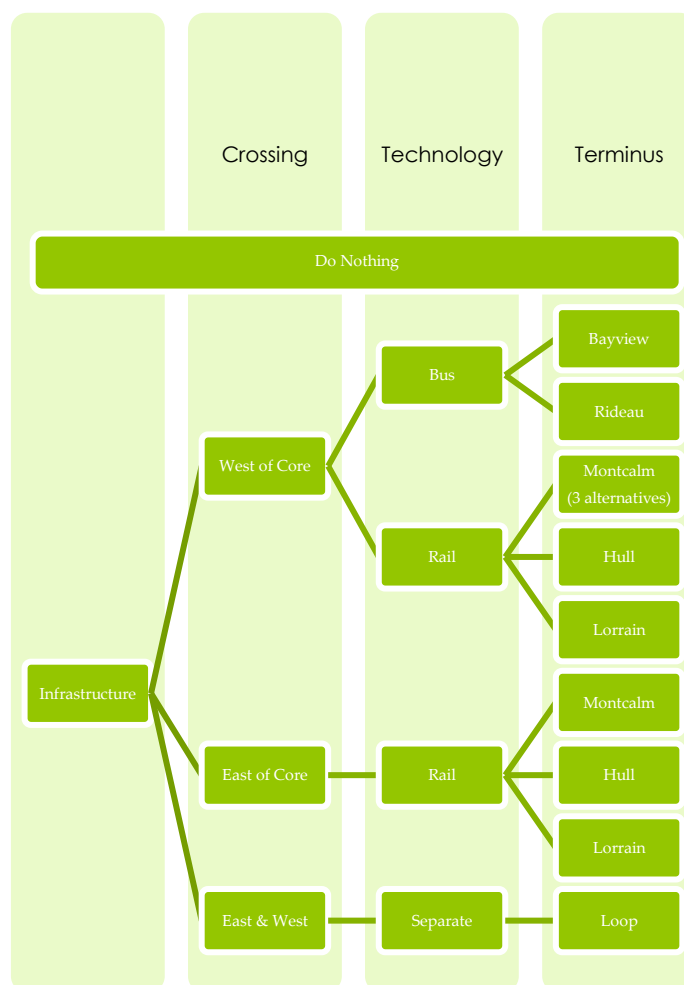 Crossing
Technology
Terminus
Do Nothing
Bayview
Bus
Rideau
West of Core
Montcalm
(3 alternatives)
Rail
Hull
Lorrain
Infrastructure
Montcalm
East of Core
Rail
Hull
Lorrain
East & West
Separate
Loop